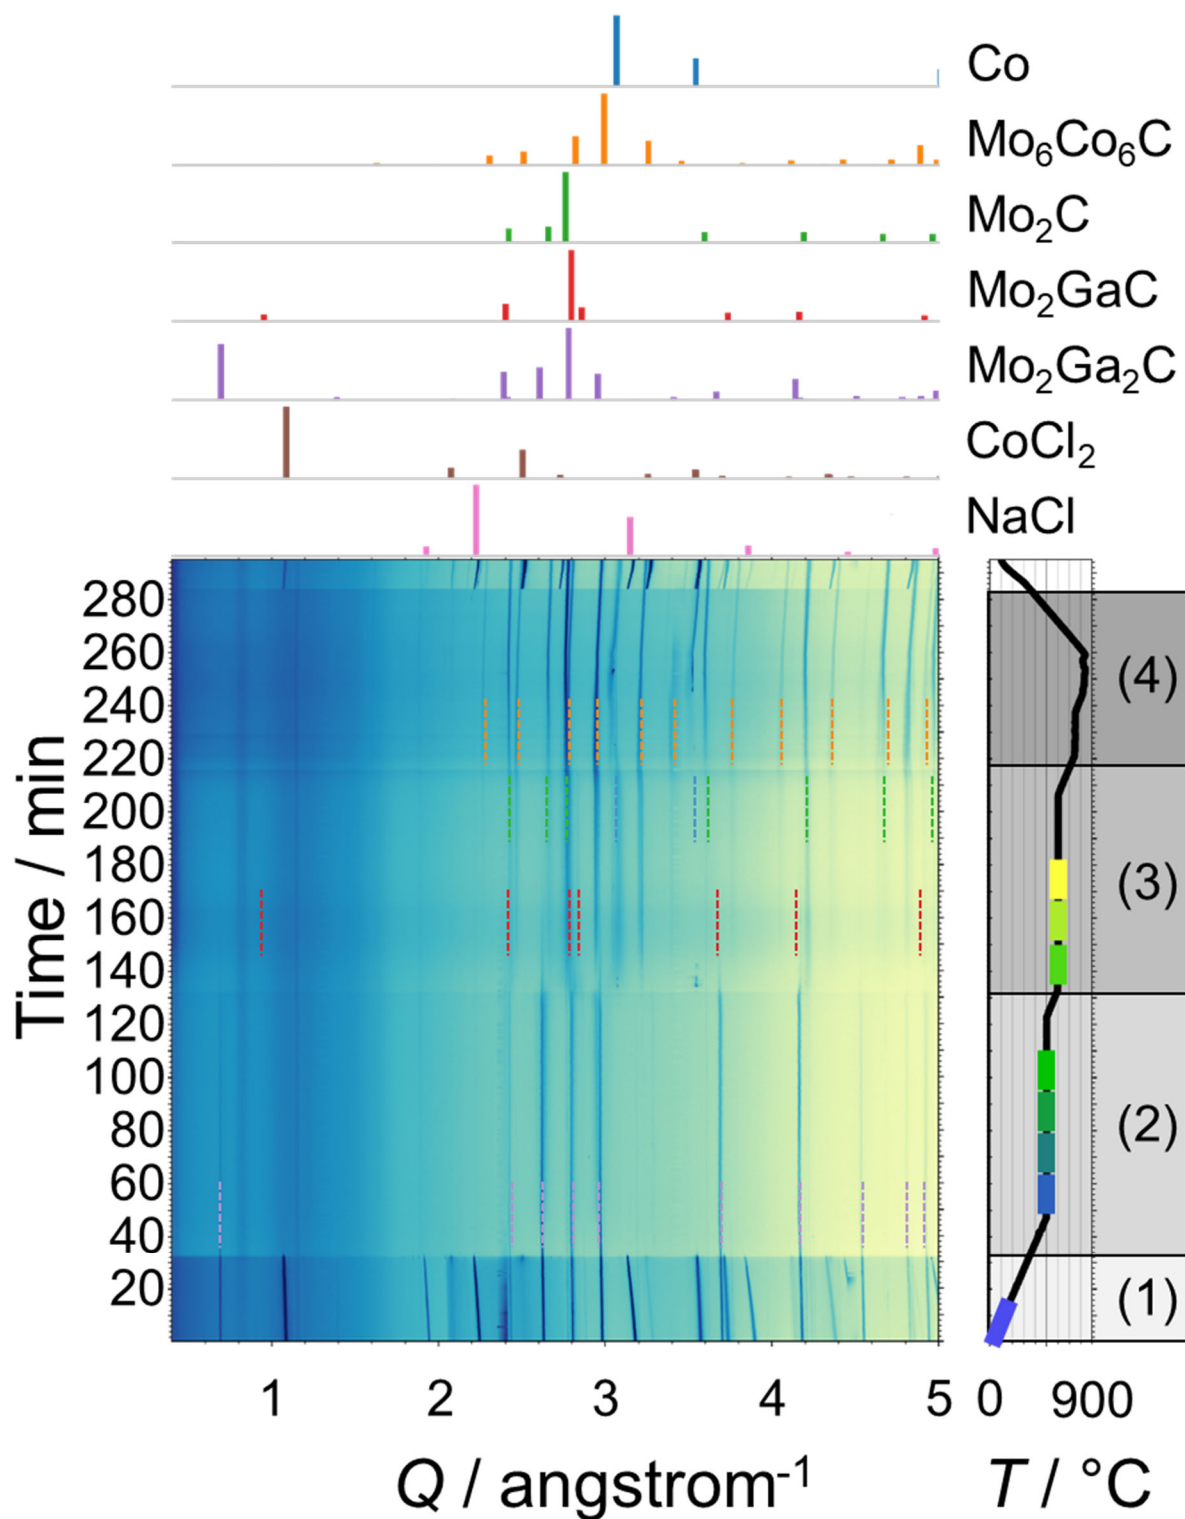 Co
Mo₆Co₆C
Mo₂C
Mo₂GaC
Mo₂Ga₂C
CoCl₂
NaCl
Time / min
280
260
240
220
200
180
160
140
120
100
80
60
40
20
(4)
(3)
(2)
(1)
1 2 3 4 5
0 900
Q / angstrom⁻¹
T / °C